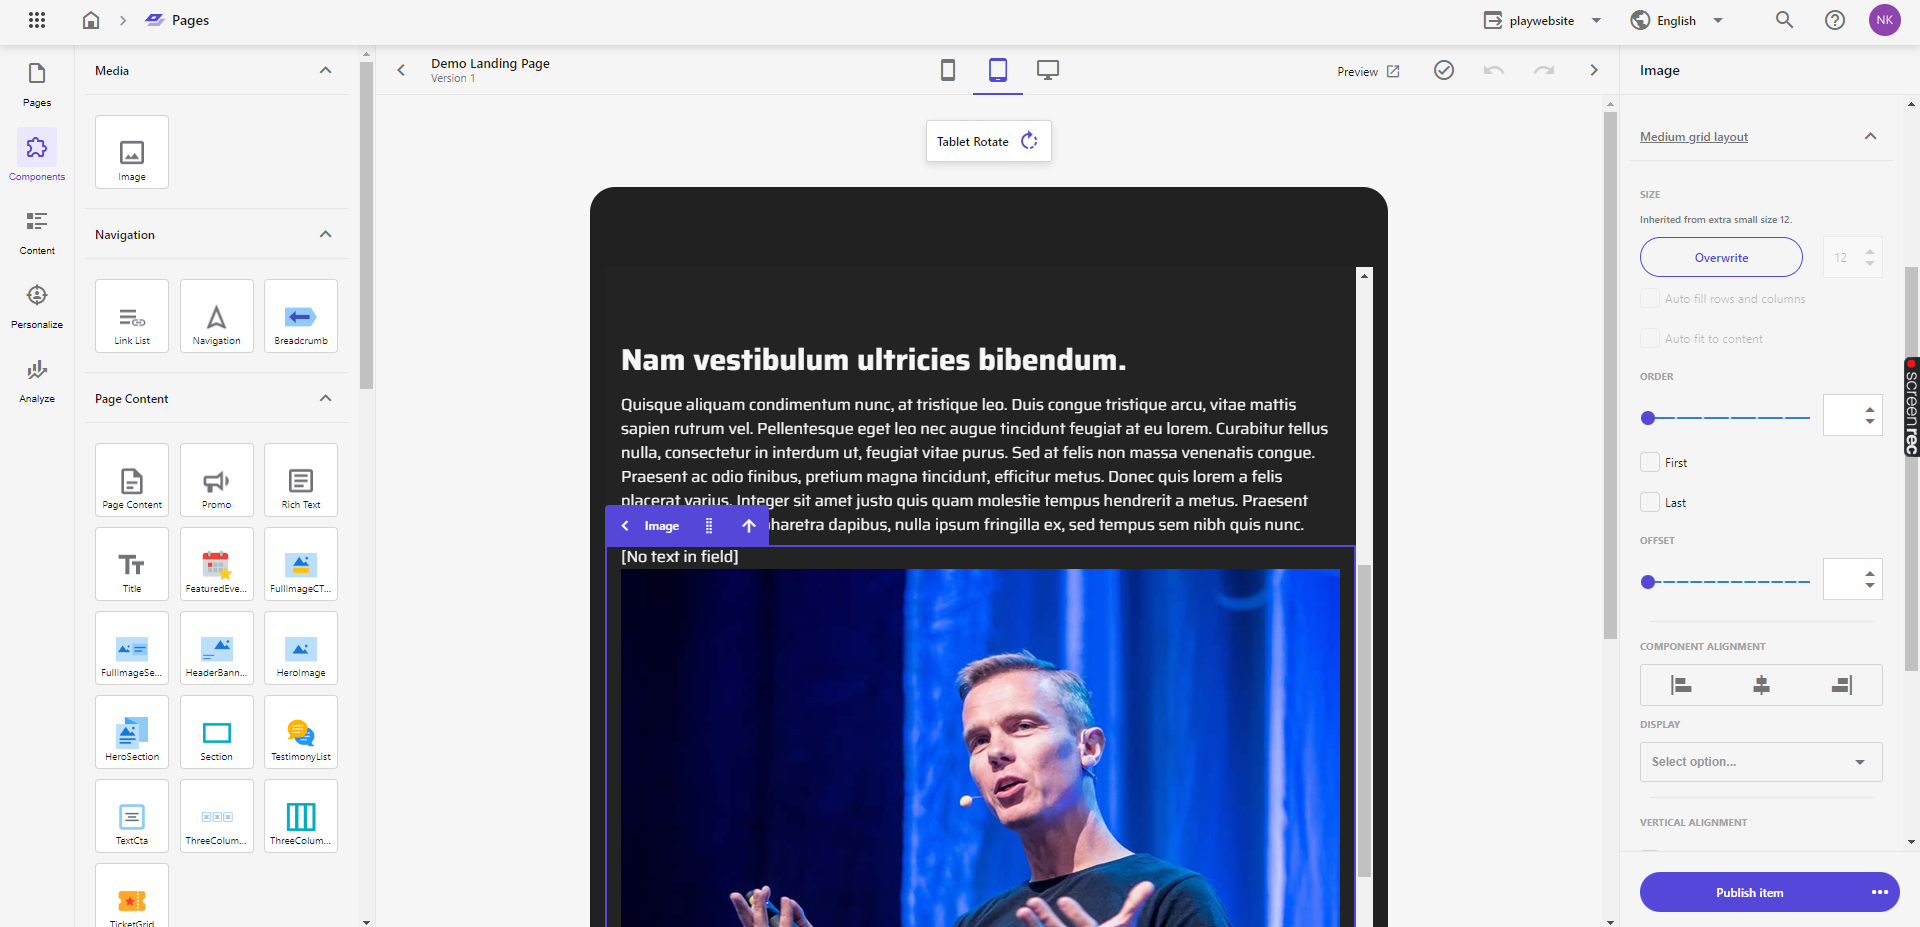 Pages
playwebsite
English
NK
Pages
Components
Content
Personalize
Analyze
Media
Image
Navigation
Link List
Navigation
Breadcrumb
Page Content
Page Content
Promo
Rich Text
Title
FeaturedEve...
FullImageCT...
FullImageSe...
HeaderBann...
HeroImage
HeroSection
Section
TestimonyList
TextCta
ThreeColum...
ThreeColum...
TicketGrid
Demo Landing Page
Version 1
Preview
Tablet Rotate
Nam vestibulum ultricies bibendum.
Quisque aliquam condimentum nunc, at tristique leo. Duis congue tristique arcu, vitae mattis
sapien rutrum vel. Pellentesque eget leo nec augue tincidunt feugiat at eu lorem. Curabitur tellus
nulla, consectetur in interdum ut, feugiat vitae purus. Sed at felis non massa venenatis congue.
Praesent ac odio finibus, pretium magna tincidunt, efficitur metus. Donec quis lorem a felis
placerat varius. Integer sit amet justo quis quam molestie tempus hendrerit a metus. Praesent
haretra dapibus, nulla ipsum fringilla ex, sed tempus sem nibh quis nunc.
Image
[No text in field]
Image
Medium grid layout
SIZE
Inherited from extra small size 12.
Overwrite
12
Auto fill rows and columns
Auto fit to content
ORDER
First
Last
OFFSET
COMPONENT ALIGNMENT
DISPLAY
Select option...
VERTICAL ALIGNMENT
Publish item
screenrec